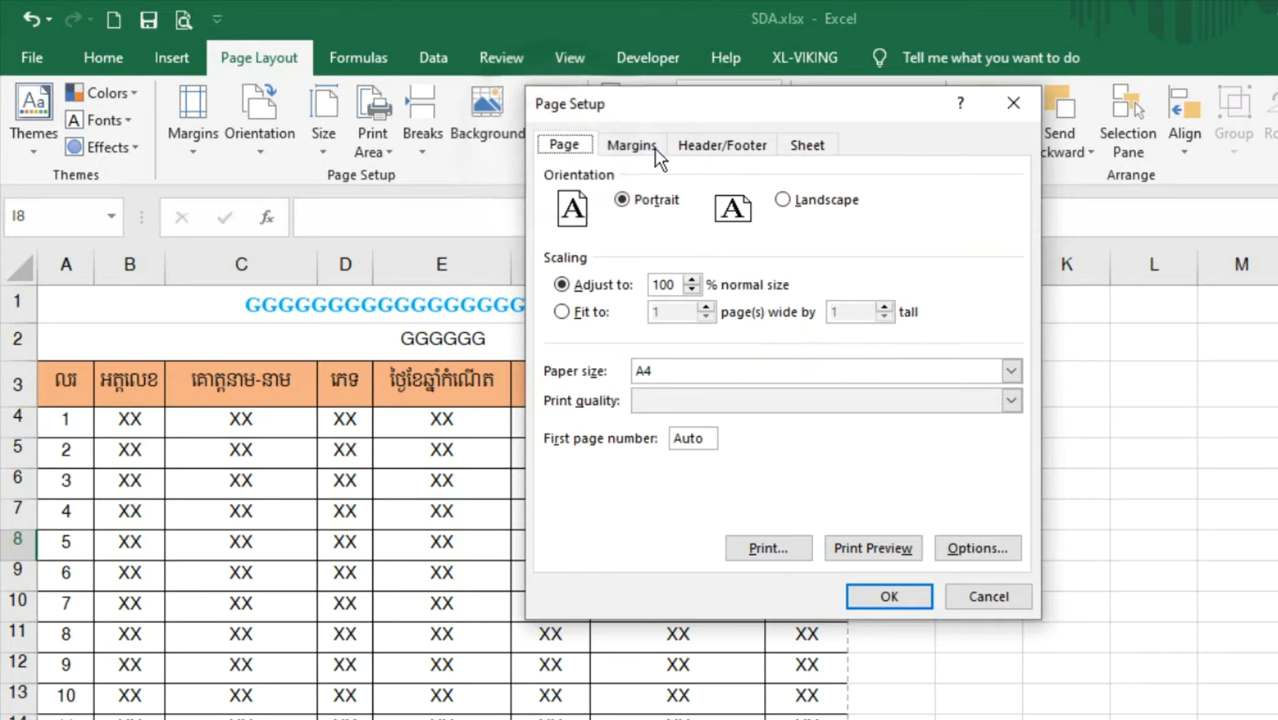 SDA.xlsx - Excel
File Home Insert Page Layout Formulas Data Review View Developer Help XL-VIKING Tell me what you want to do
Themes
Colors
Fonts
Effects
Themes
Margins Orientation Size Print Area Breaks Background
Page Setup
Send
ckward
Selection Pane
Align
Group
Ro
Arrange
I8
fx
Page Setup
? 
Page Margins Header/Footer Sheet
Orientation
A Portrait A Landscape
Scaling
Adjust to: 100 % normal size
Fit to: 1 page(s) wide by 1 tall
Paper size: A4
Print quality:
First page number: Auto
Print... Print Preview Options...
OK Cancel
A B C D E K L M
1 GGGGGGGGGGGGGGGGG
2 GGGGGG
3 លរ អត្តលេខ គោត្តនាម-នាម ភេទ ថ្ងៃខែឆ្នាំកំណើត
4 1 XX XX XX XX
5 2 XX XX XX XX
6 3 XX XX XX XX
7 4 XX XX XX XX
8 5 XX XX XX XX
9 6 XX XX XX XX
10 7 XX XX XX XX
11 8 XX XX XX XX XX XX XX
12 9 XX XX XX XX XX XX XX
13 10 XX XX XX XX XX XX XX